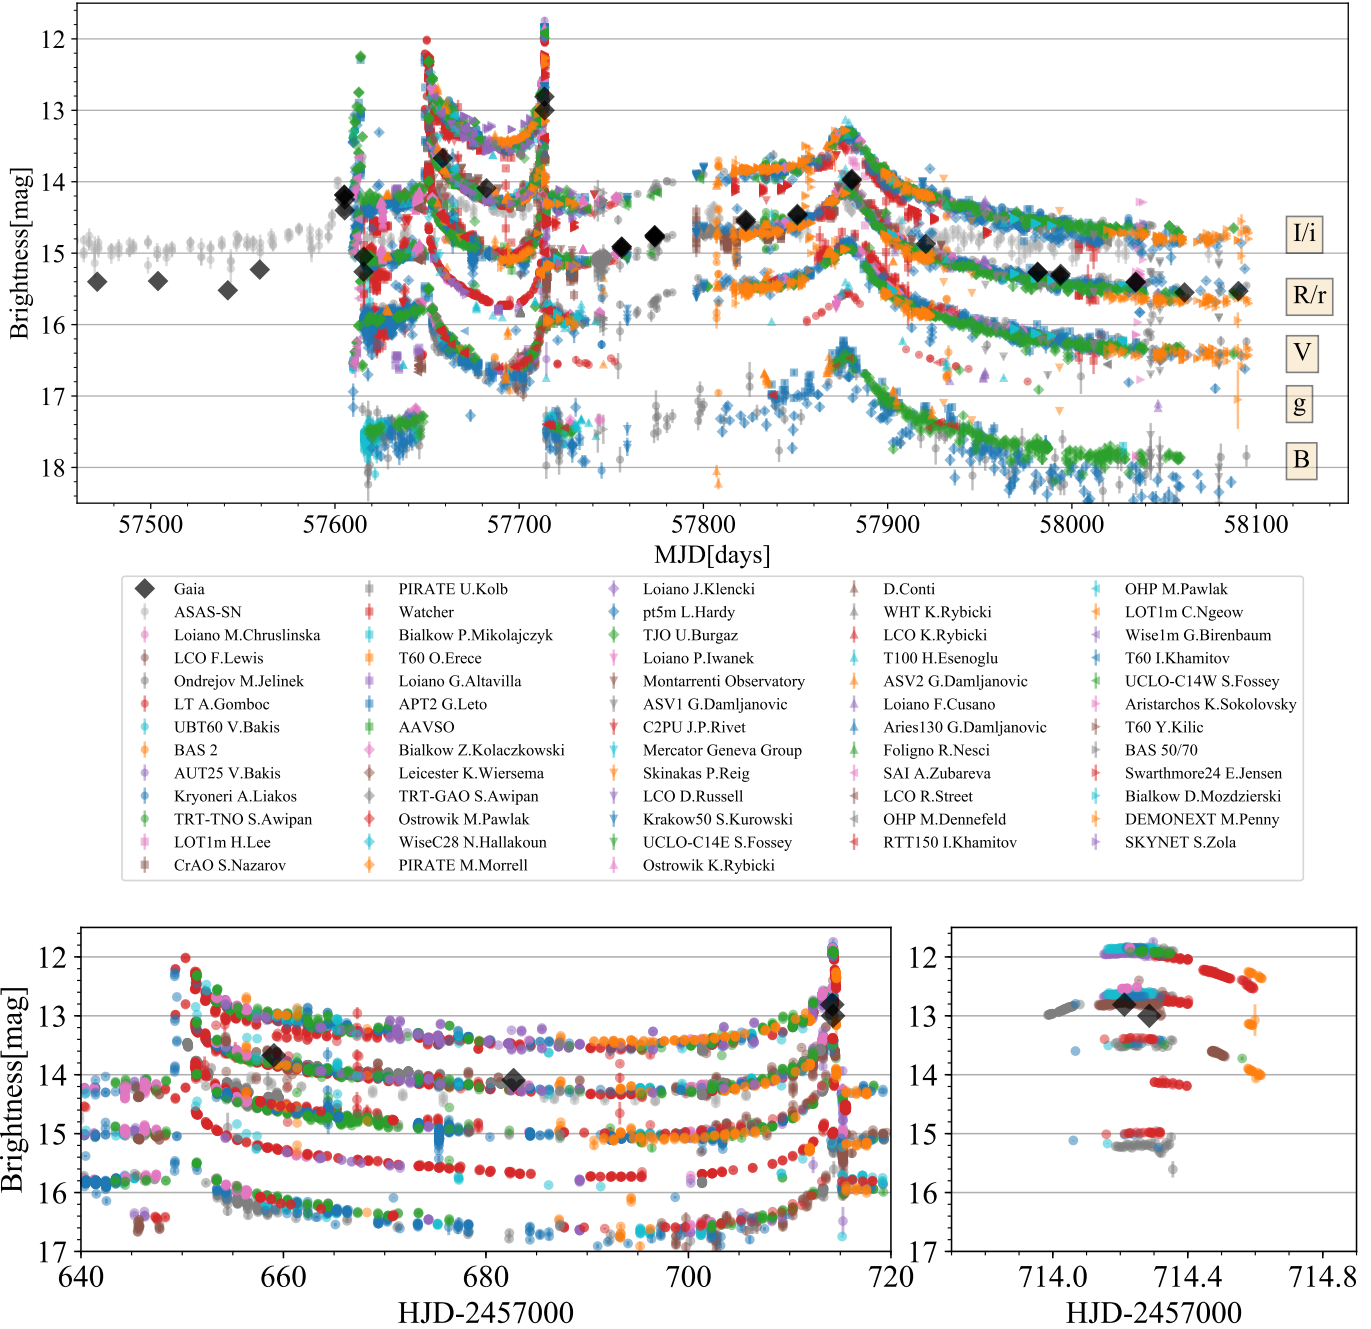 12
13
14
15
16
17
18
Brightness[mag]
I/i
R/r
V
g
B
57500 57600 57700 57800 57900 58000 58100
MJD[days]
Gaia
ASAS-SN
Loiano M.Chruslinska
LCO F.Lewis
Ondrejov M.Jelinek
LT A.Gomboc
UBT60 V.Bakis
BAS 2
AUT25 V.Bakis
Kryoneri A.Liakos
TRT-TNO S.Awipan
LOT1m H.Lee
CrAO S.Nazarov
PIRATE U.Kolb
Watcher
Bialkow P.Mikolajczyk
T60 O.Erece
Loiano G.Altavilla
APT2 G.Leto
AAVSO
Bialkow Z.Kolaczkowski
Leicester K.Wiersema
TRT-GAO S.Awipan
Ostrowik M.Pawlak
WiseC28 N.Hallakoun
PIRATE M.Morrell
Loiano J.Klencki
pt5m L.Hardy
TJO U.Burgaz
Loiano P.Iwanek
Montarrenti Observatory
ASV1 G.Damljanovic
C2PU J.P.Rivet
Mercator Geneva Group
Skinakas P.Reig
LCO D.Russell
Krakow50 S.Kurowski
UCLO-C14E S.Fossey
Ostrowik K.Rybicki
D.Conti
WHT K.Rybicki
LCO K.Rybicki
T100 H.Esenoglu
ASV2 G.Damljanovic
Loiano F.Cusano
Aries130 G.Damljanovic
Foligno R.Nesci
SAI A.Zubareva
LCO R.Street
OHP M.Dennefeld
RTT150 I.Khamitov
OHP M.Pawlak
LOT1m C.Ngeow
Wise1m G.Birenbaum
T60 I.Khamitov
UCLO-C14W S.Fossey
Aristarchos K.Sokolovsky
T60 Y.Kilic
BAS 50/70
Swarthmore24 E.Jensen
Bialkow D.Mozdzierski
DEMONEXT M.Penny
SKYNET S.Zola
12
13
14
15
16
17
Brightness[mag]
640 660 680 700 720
HJD-2457000
12
13
14
15
16
17
714.0 714.4 714.8
HJD-2457000